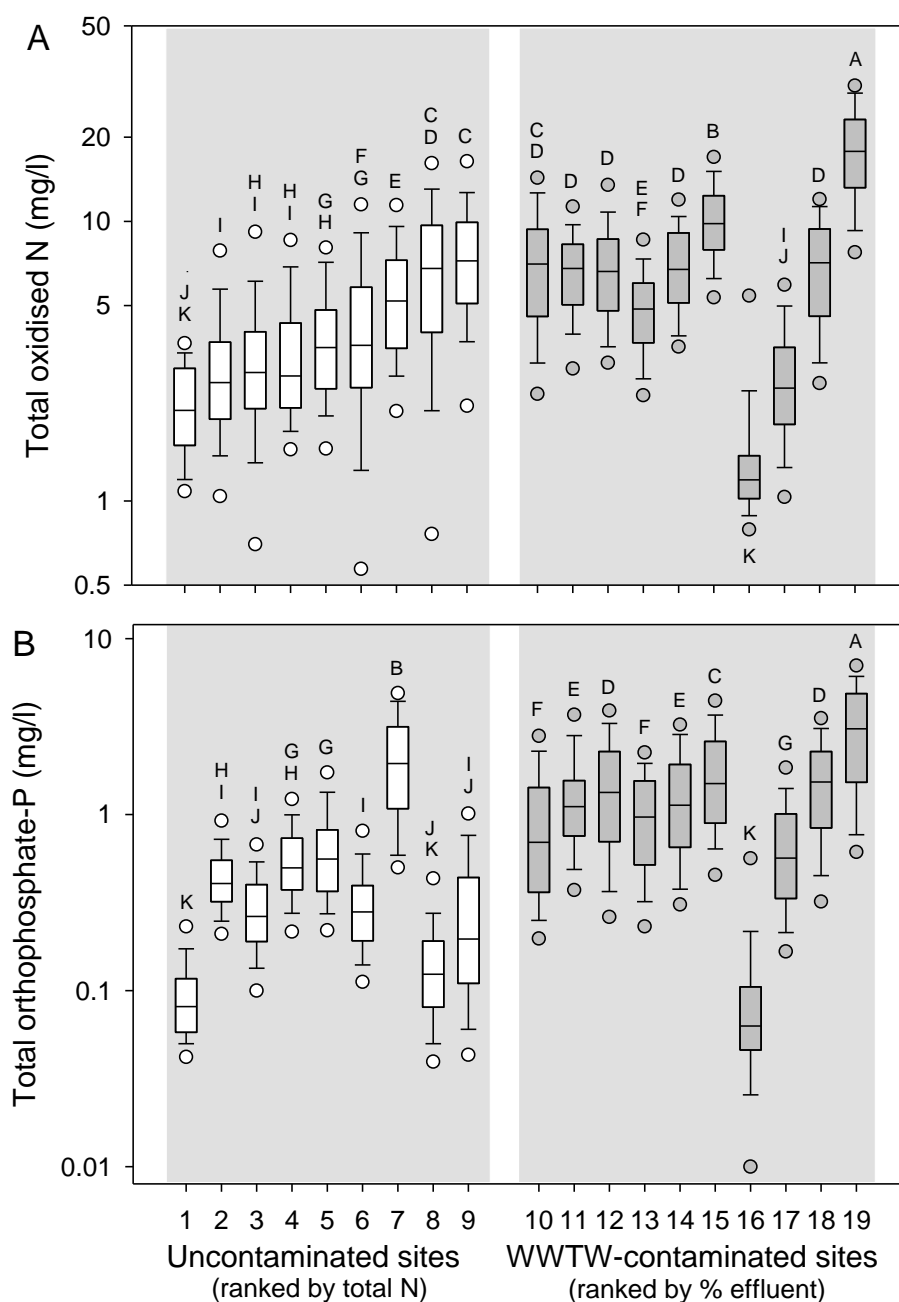 A
Total oxidised N (mg/l)
50
20
10
5
1
0.5
J
K
I
H
I
H
I
G
H
F
G
E
C
D
C
C
D
D
D
E
F
D
B
K
I
J
D
A
B
Total orthophosphate-P (mg/l)
10
1
0.1
0.01
K
H
I
I
J
G
H
G
I
B
J
K
I
J
F
E
D
F
E
C
K
G
D
A
1 2 3 4 5 6 7 8 9 10 11 12 13 14 15 16 17 18 19
Uncontaminated sites
(ranked by total N)
WWTW-contaminated sites
(ranked by % effluent)